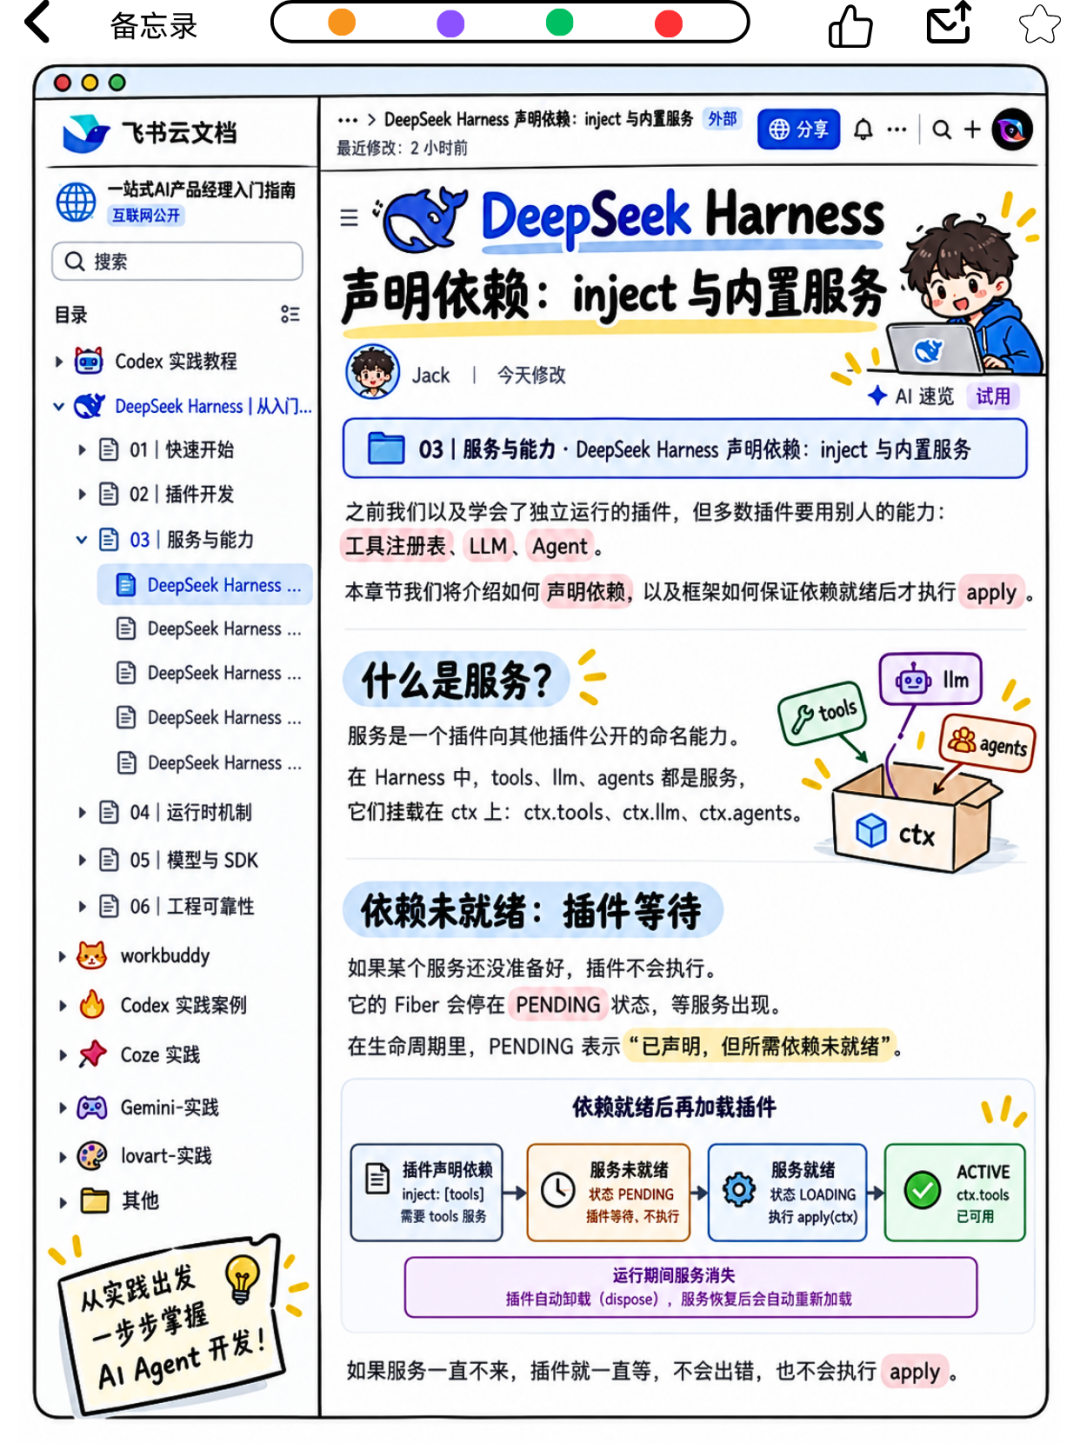 备忘录
飞书云文档
一站式AI产品经理入门指南
互联网公开
搜索
目录
Codex 实践教程
DeepSeek Harness | 从入门...
01 | 快速开始
02 | 插件开发
03 | 服务与能力
DeepSeek Harness ...
DeepSeek Harness ...
DeepSeek Harness ...
DeepSeek Harness ...
DeepSeek Harness ...
04 | 运行时机制
05 | 模型与 SDK
06 | 工程可靠性
workbuddy
Codex 实践案例
Coze 实践
Gemini-实践
lovart-实践
其他
从实践出发
一步步掌握
AI Agent 开发!
··· > DeepSeek Harness 声明依赖: inject 与内置服务 外部
最近修改: 2 小时前
分享
DeepSeek Harness
声明依赖: inject 与内置服务
Jack | 今天修改
AI 速览 试用
03 | 服务与能力 · DeepSeek Harness 声明依赖: inject 与内置服务
之前我们以及学会了独立运行的插件, 但多数插件要用别人的能力:
工具注册表、LLM、Agent。
本章节我们将介绍如何声明依赖, 以及框架如何保证依赖就绪后才执行 apply。
什么是服务?
服务是一个插件向其他插件公开的命名能力。
在 Harness 中, tools、llm、agents 都是服务,
它们挂载在 ctx 上: ctx.tools、ctx.llm、ctx.agents。
tools
llm
agents
ctx
依赖未就绪: 插件等待
如果某个服务还没准备好, 插件不会执行。
它的 Fiber 会停在 PENDING 状态, 等服务出现。
在生命周期里, PENDING 表示 “已声明, 但所需依赖未就绪”。
依赖就绪后再加载插件
插件声明依赖
inject: [tools]
需要 tools 服务
服务未就绪
状态 PENDING
插件等待、不执行
服务就绪
状态 LOADING
执行 apply(ctx)
ACTIVE
ctx.tools
已可用
运行期间服务消失
插件自动卸载 (dispose) , 服务恢复后会自动重新加载
如果服务一直不来, 插件就一直等, 不会出错, 也不会执行 apply。